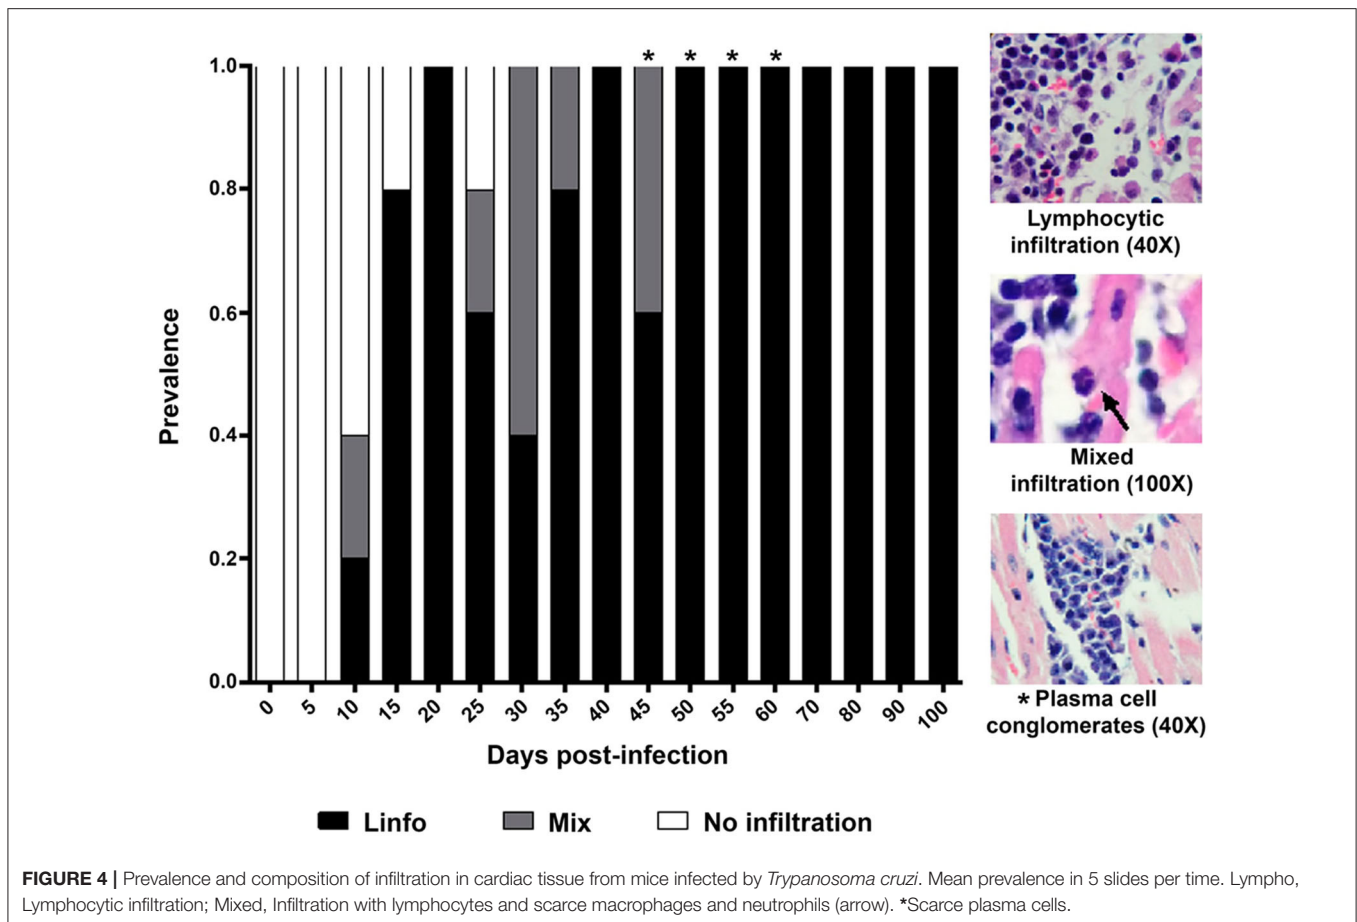 * * * *
1.0
0.8
0.6
0.4
0.2
0.0
Prevalence
0 5 10 15 20 25 30 35 40 45 50 55 60 70 80 90 100
Days post-infection
Linfo Mix No infiltration
Lymphocytic
infiltration (40X)
Mixed
infiltration (100X)
* Plasma cell
conglomerates (40X)
FIGURE 4 | Prevalence and composition of infiltration in cardiac tissue from mice infected by Trypanosoma cruzi. Mean prevalence in 5 slides per time. Lympho,
Lymphocytic infiltration; Mixed, Infiltration with lymphocytes and scarce macrophages and neutrophils (arrow). *Scarce plasma cells.